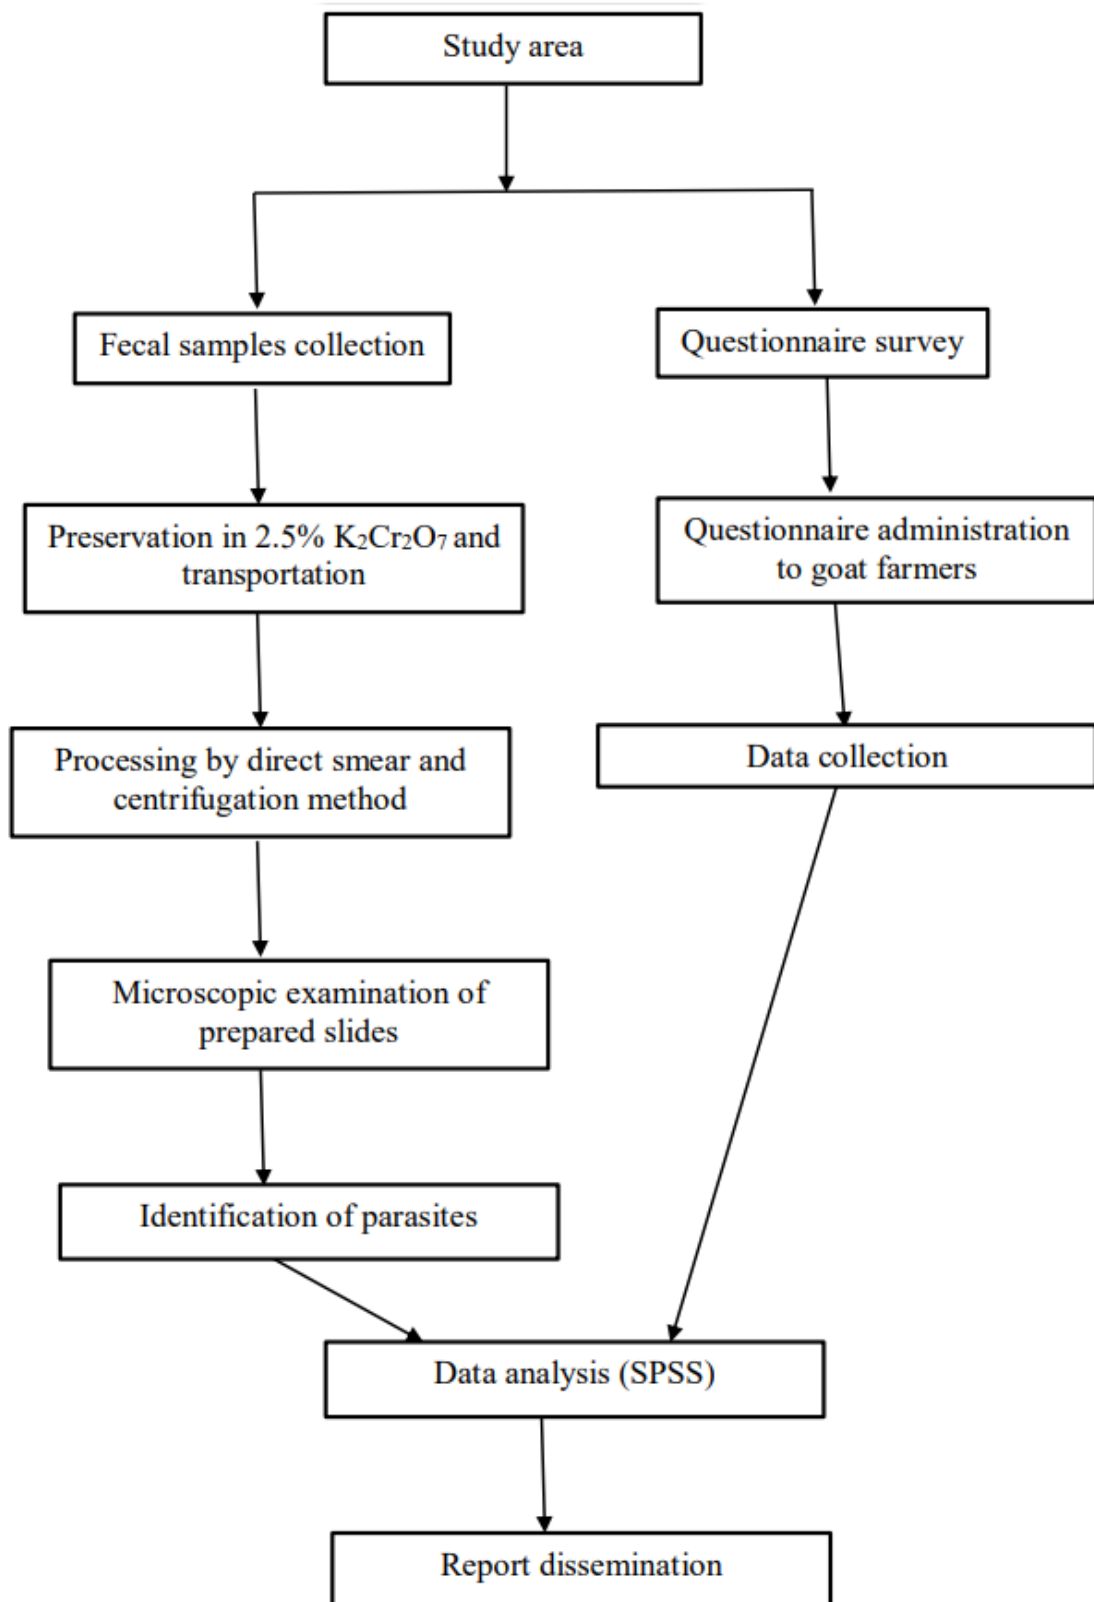 Study area
Fecal samples collection
Questionnaire survey
Preservation in 2.5% K₂Cr₂O₇ and
transportation
Questionnaire administration
to goat farmers
Processing by direct smear and
centrifugation method
Data collection
Microscopic examination of
prepared slides
Identification of parasites
Data analysis (SPSS)
Report dissemination